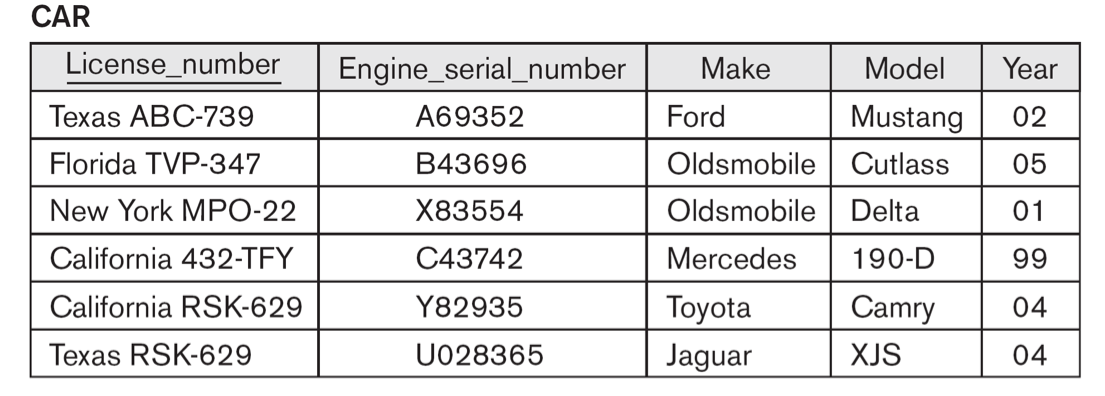 CAR
License_number Engine_serial_number Make Model Year
Texas ABC-739 A69352 Ford Mustang 02
Florida TVP-347 B43696 Oldsmobile Cutlass 05
New York MPO-22 X83554 Oldsmobile Delta 01
California 432-TFY C43742 Mercedes 190-D 99
California RSK-629 Y82935 Toyota Camry 04
Texas RSK-629 U028365 Jaguar XJS 04